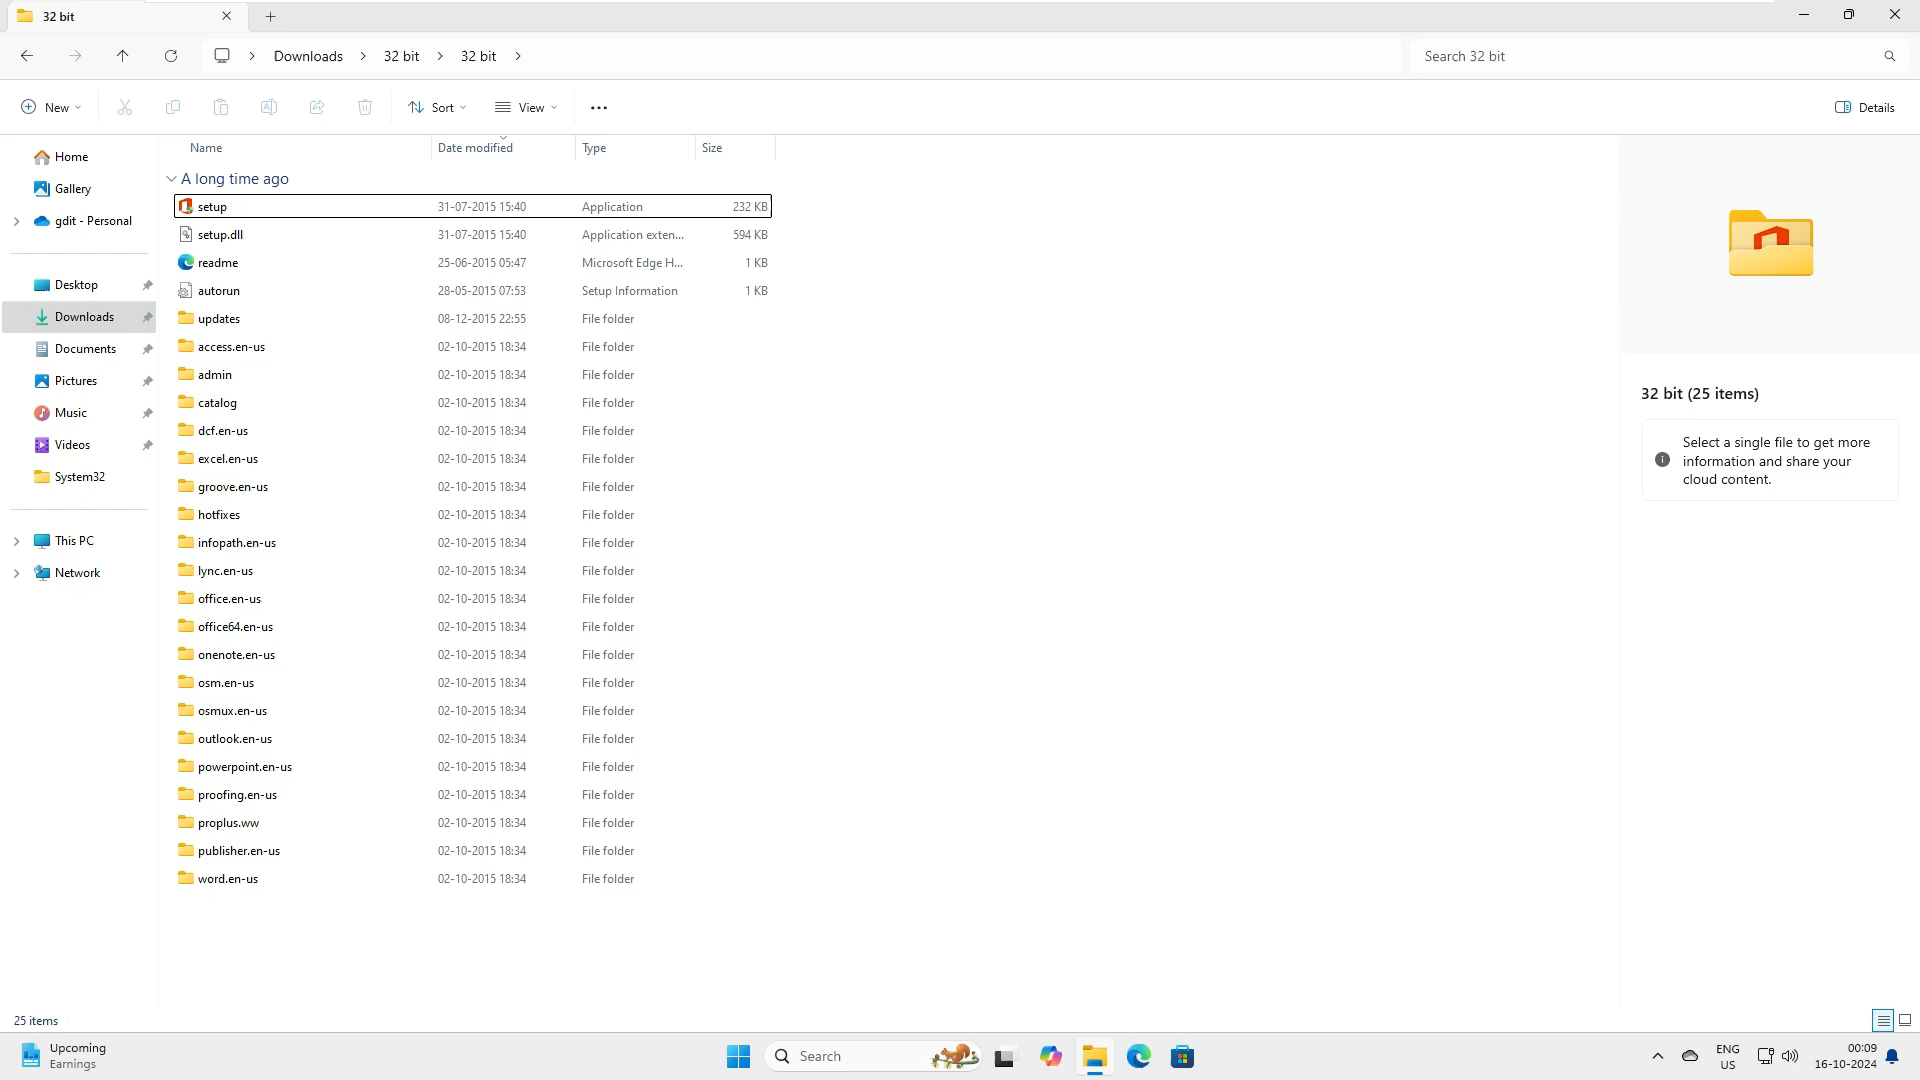 32 bit
Downloads
32 bit
32 bit
Search 32 bit
New
Sort
View
Details
Home
Gallery
gdit - Personal
Desktop
Downloads
Documents
Pictures
Music
Videos
System32
This PC
Network
Name Date modified Type Size
A long time ago
setup 31-07-2015 15:40 Application 232 KB
setup.dll 31-07-2015 15:40 Application exten... 594 KB
readme 25-06-2015 05:47 Microsoft Edge H... 1 KB
autorun 28-05-2015 07:53 Setup Information 1 KB
updates 08-12-2015 22:55 File folder
access.en-us 02-10-2015 18:34 File folder
admin 02-10-2015 18:34 File folder
catalog 02-10-2015 18:34 File folder
dcf.en-us 02-10-2015 18:34 File folder
excel.en-us 02-10-2015 18:34 File folder
groove.en-us 02-10-2015 18:34 File folder
hotfixes 02-10-2015 18:34 File folder
infopath.en-us 02-10-2015 18:34 File folder
lync.en-us 02-10-2015 18:34 File folder
office.en-us 02-10-2015 18:34 File folder
office64.en-us 02-10-2015 18:34 File folder
onenote.en-us 02-10-2015 18:34 File folder
osm.en-us 02-10-2015 18:34 File folder
osmux.en-us 02-10-2015 18:34 File folder
outlook.en-us 02-10-2015 18:34 File folder
powerpoint.en-us 02-10-2015 18:34 File folder
proofing.en-us 02-10-2015 18:34 File folder
proplus.ww 02-10-2015 18:34 File folder
publisher.en-us 02-10-2015 18:34 File folder
word.en-us 02-10-2015 18:34 File folder
32 bit (25 items)
Select a single file to get more
information and share your
cloud content.
25 items
Upcoming
Earnings
Search
ENG
US
00:09
16-10-2024